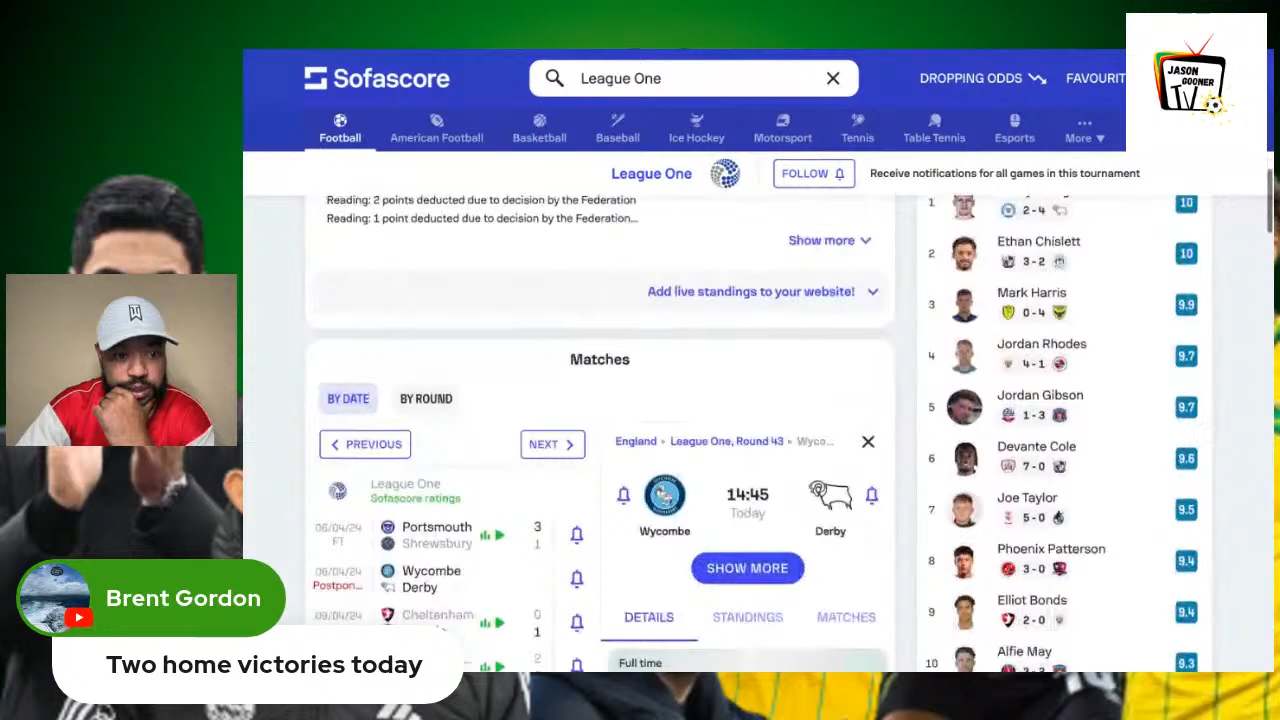 Sofascore
League One
DROPPING ODDS
FAVOURIT
JASON
GOONER
TV
Football
American Football
Basketball
Baseball
Ice Hockey
Motorsport
Tennis
Table Tennis
Esports
More
League One
FOLLOW
Receive notifications for all games in this tournament
Reading: 2 points deducted due to decision by the Federation
Reading: 1 point deducted due to decision by the Federation...
Show more
Add live standings to your website!
Matches
BY DATE
BY ROUND
PREVIOUS
NEXT
League One
Sofascore ratings
06/04/24
FT
Portsmouth
3
Shrewsbury
1
06/04/24
Postpon...
Wycombe
Derby
09/04/24
Cheltenham
0
1
2
England
League One, Round 43
Wyco...
Wycombe
14:45
Today
Derby
SHOW MORE
DETAILS
STANDINGS
MATCHES
Full time
1
2-4
10
2
Ethan Chislett
3-2
10
3
Mark Harris
0-4
9.9
4
Jordan Rhodes
4-1
9.7
5
Jordan Gibson
1-3
9.7
6
Devante Cole
7-0
9.6
7
Joe Taylor
5-0
9.5
8
Phoenix Patterson
3-0
9.4
9
Elliot Bonds
2-0
9.4
10
Alfie May
9.3
Brent Gordon
Two home victories today